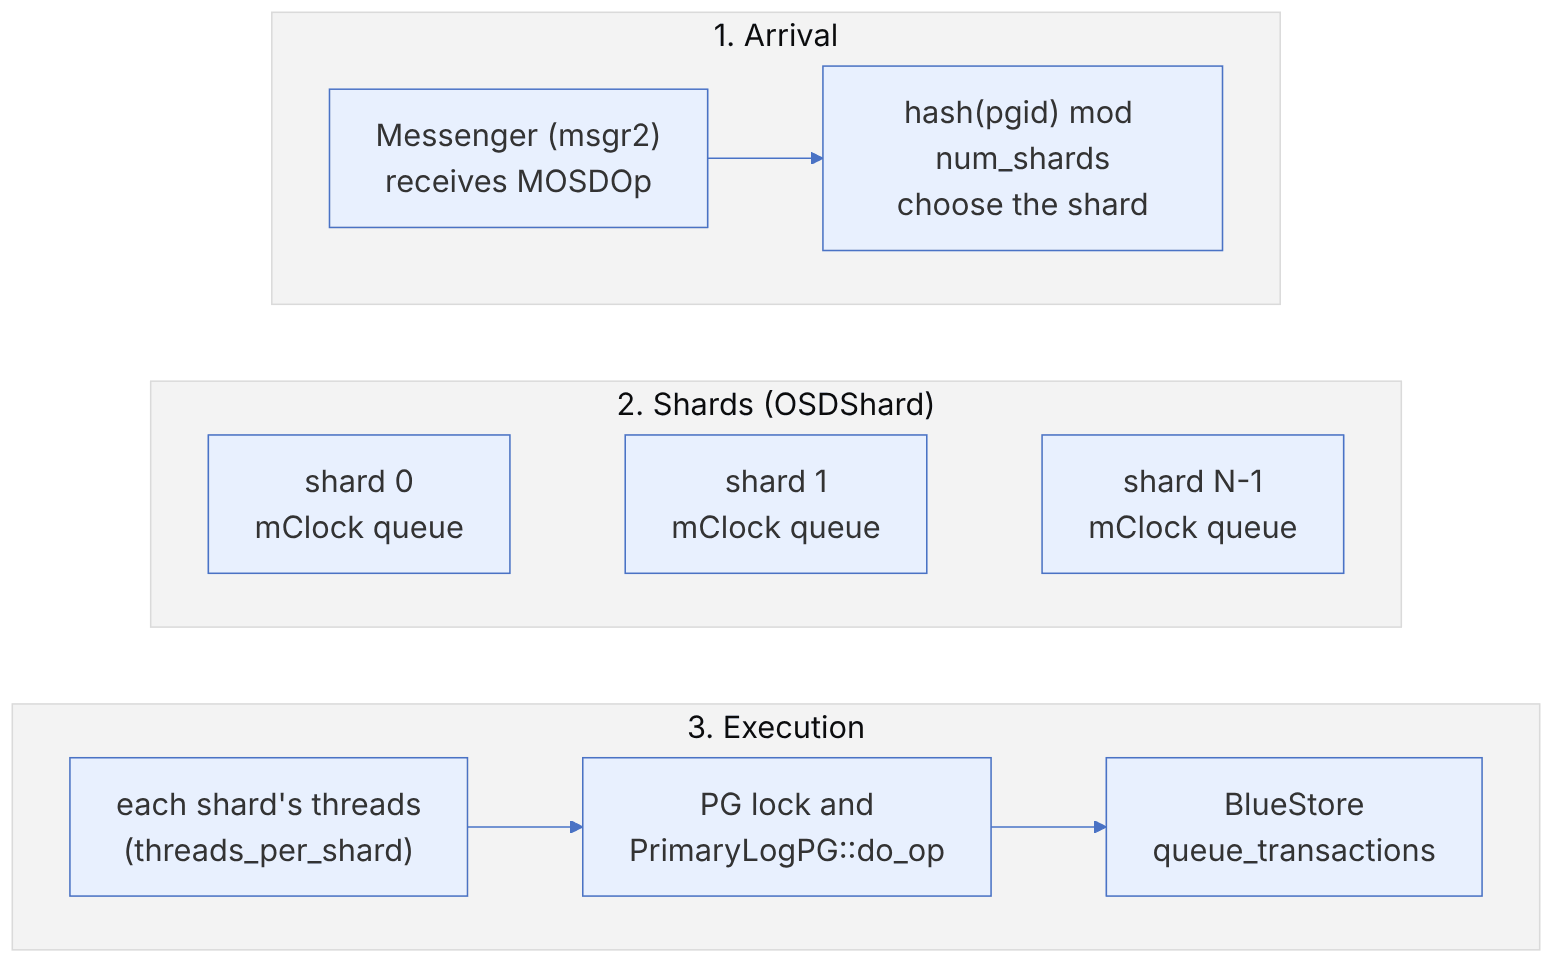 1. Arrival
Messenger (msgr2)
receives MOSDOp
hash(pgid) mod
num_shards
choose the shard
2. Shards (OSDShard)
shard 0
mClock queue
shard 1
mClock queue
shard N-1
mClock queue
3. Execution
each shard's threads
(threads_per_shard)
PG lock and
PrimaryLogPG::do_op
BlueStore
queue_transactions